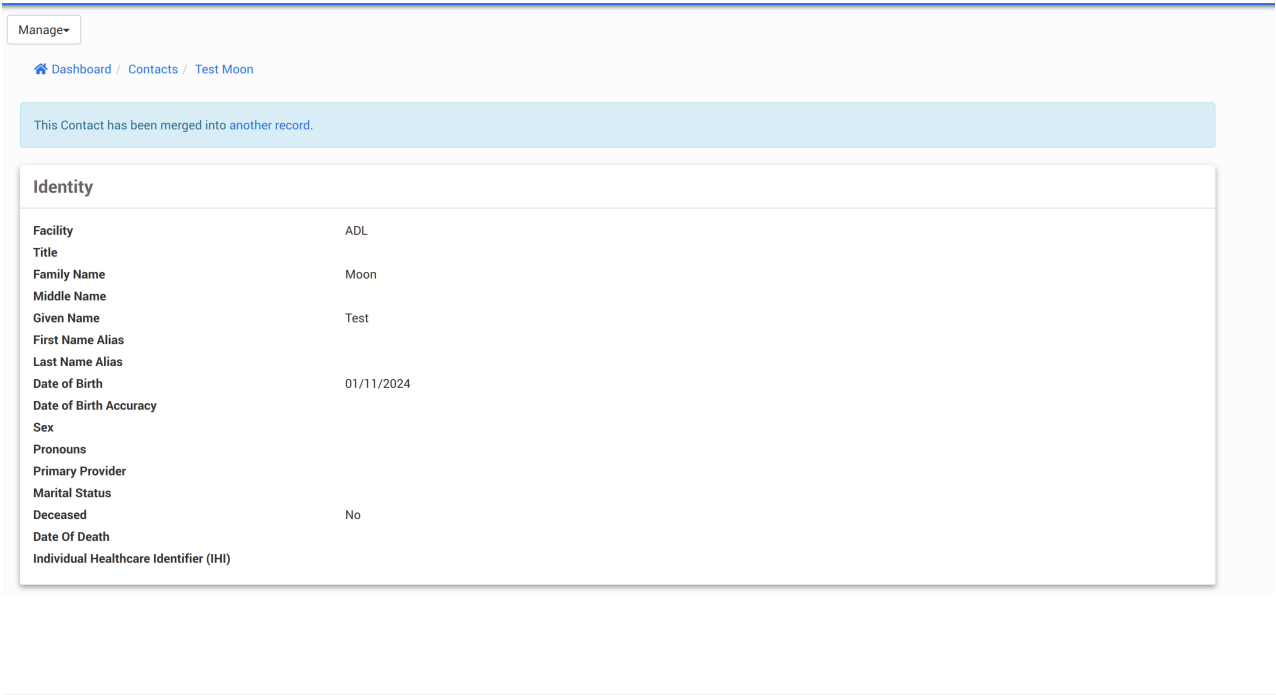 Manage
Dashboard / Contacts / Test Moon
This Contact has been merged into another record.
Identity
Facility ADL
Title
Family Name Moon
Middle Name
Given Name Test
First Name Alias
Last Name Alias
Date of Birth 01/11/2024
Date of Birth Accuracy
Sex
Pronouns
Primary Provider
Marital Status
Deceased No
Date Of Death
Individual Healthcare Identifier (IHI)